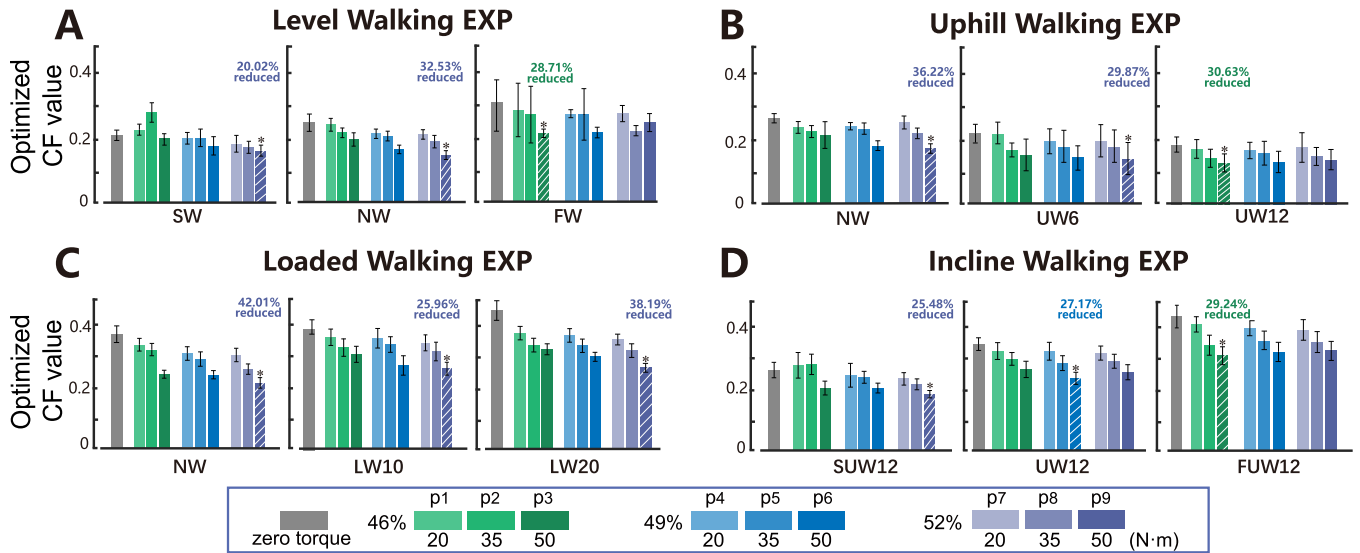 A Level Walking EXP
Optimized
CF value
0.4
0.2
0
20.02%
reduced
32.53%
reduced
28.71%
reduced
*
*
*
SW NW FW
B Uphill Walking EXP
0.4
0.2
0
36.22%
reduced
29.87%
reduced
30.63%
reduced
*
*
*
NW UW6 UW12
C Loaded Walking EXP
Optimized
CF value
0.4
0.2
0
42.01%
reduced
25.96%
reduced
38.19%
reduced
*
*
*
NW LW10 LW20
D Incline Walking EXP
0.4
0.2
0
25.48%
reduced
27.17%
reduced
29.24%
reduced
*
*
*
SUW12 UW12 FUW12
p1 p2 p3 p4 p5 p6 p7 p8 p9
46% 49% 52%
zero torque 20 35 50 20 35 50 20 35 50 (N·m)